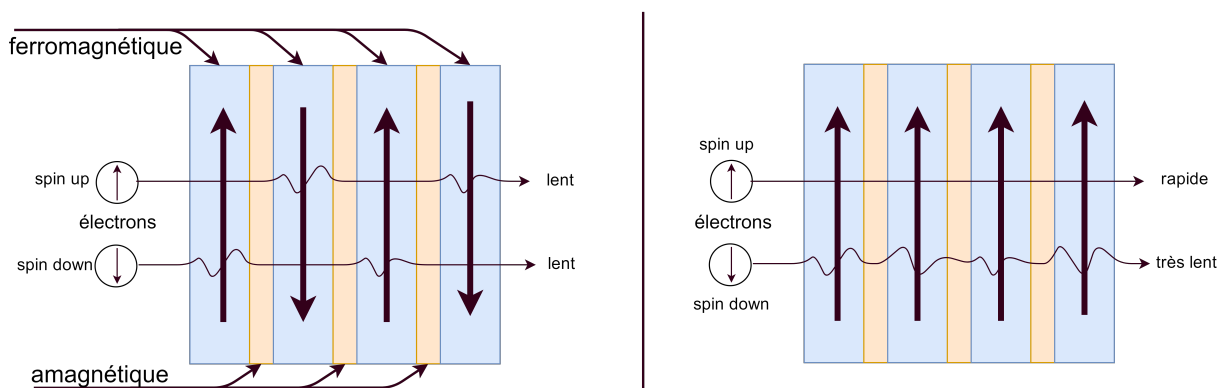 ferromagnétique
spin up
lent
électrons
spin down
lent
amagnétique
spin up
rapide
électrons
très lent
spin down